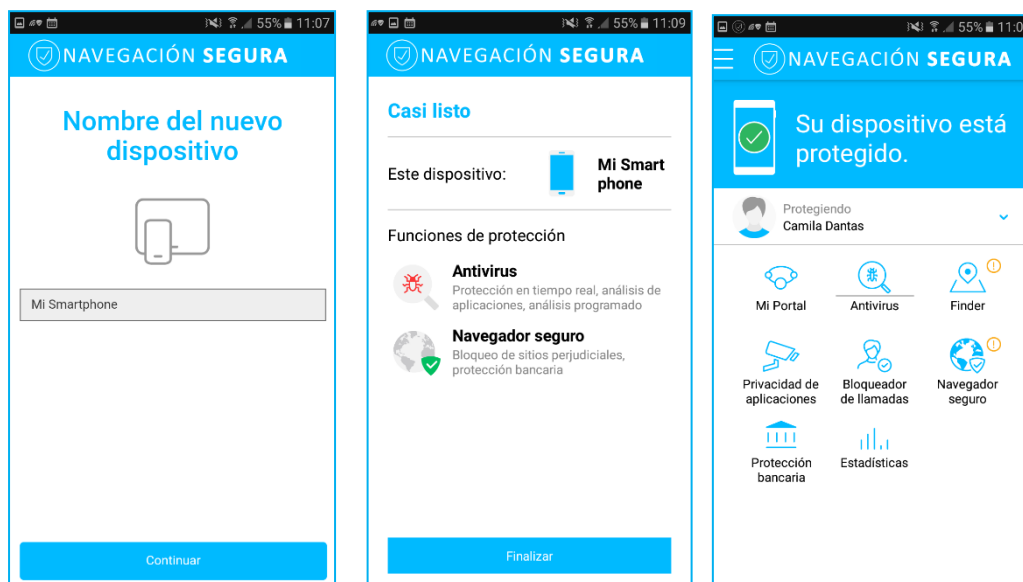 55% 11:07
NAVEGACIÓN SEGURA
Nombre del nuevo
dispositivo
Mi Smartphone
Continuar
55% 11:09
NAVEGACIÓN SEGURA
Casi listo
Este dispositivo:
Mi Smart
phone
Funciones de protección
Antivirus
Protección en tiempo real, análisis de
aplicaciones, análisis programado
Navegador seguro
Bloqueo de sitios perjudiciales,
protección bancaria
Finalizar
55% 11:0
NAVEGACIÓN SEGURA
Su dispositivo está
protegido.
Protegiendo
Camila Dantas
Mi Portal
Antivirus
Finder
Privacidad de
aplicaciones
Bloqueador
de llamadas
Navegador
seguro
Protección
bancaria
Estadísticas